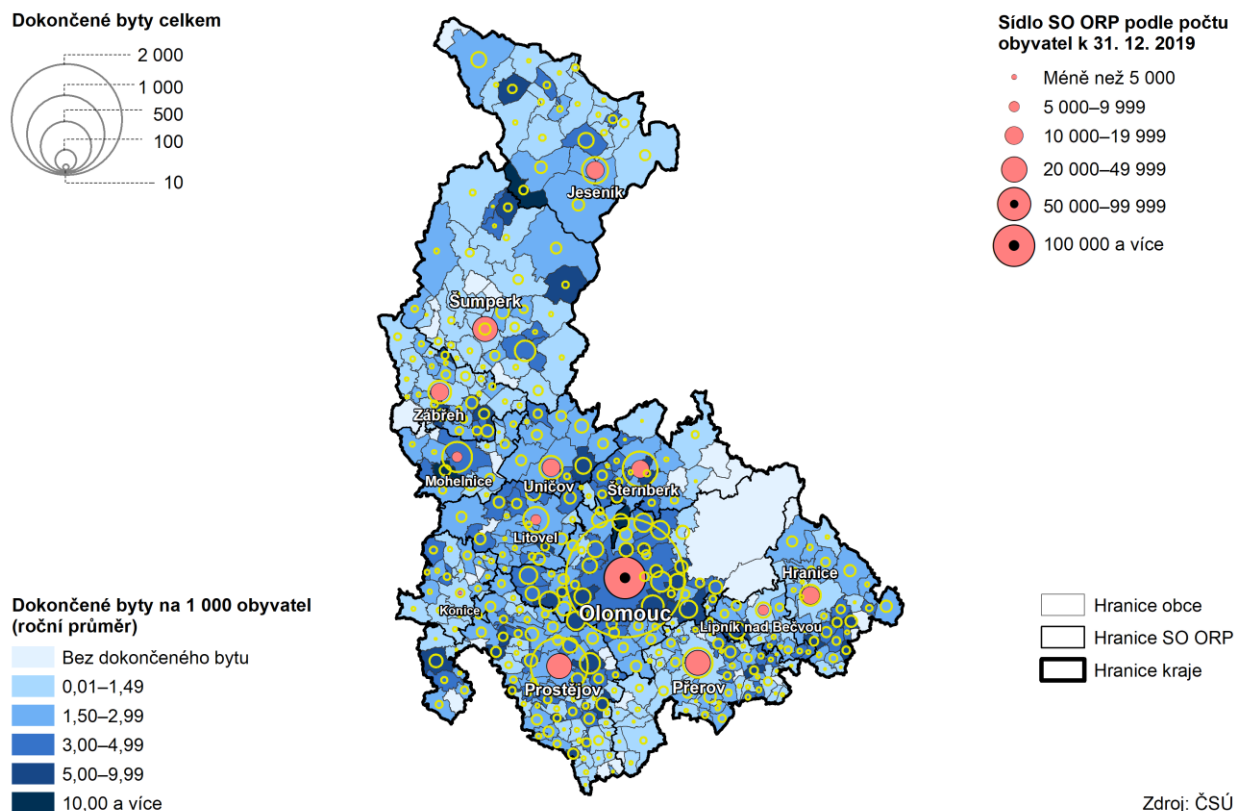 Dokončené byty celkem
2 000
1 000
500
100
10
Sídlo SO ORP podle počtu
obyvatel k 31. 12. 2019
Méně než 5 000
5 000–9 999
10 000–19 999
20 000–49 999
50 000–99 999
100 000 a více
Jeseník
Šumperk
Zábřeh
Mohelnice
Uničov
Šternberk
Litovel
Hranice
Konice
Olomouc
Lipník nad Bečvou
Prostějov
Přerov
Dokončené byty na 1 000 obyvatel
(roční průměr)
Bez dokončeného bytu
0,01–1,49
1,50–2,99
3,00–4,99
5,00–9,99
10,00 a více
Hranice obce
Hranice SO ORP
Hranice kraje
Zdroj: ČSÚ